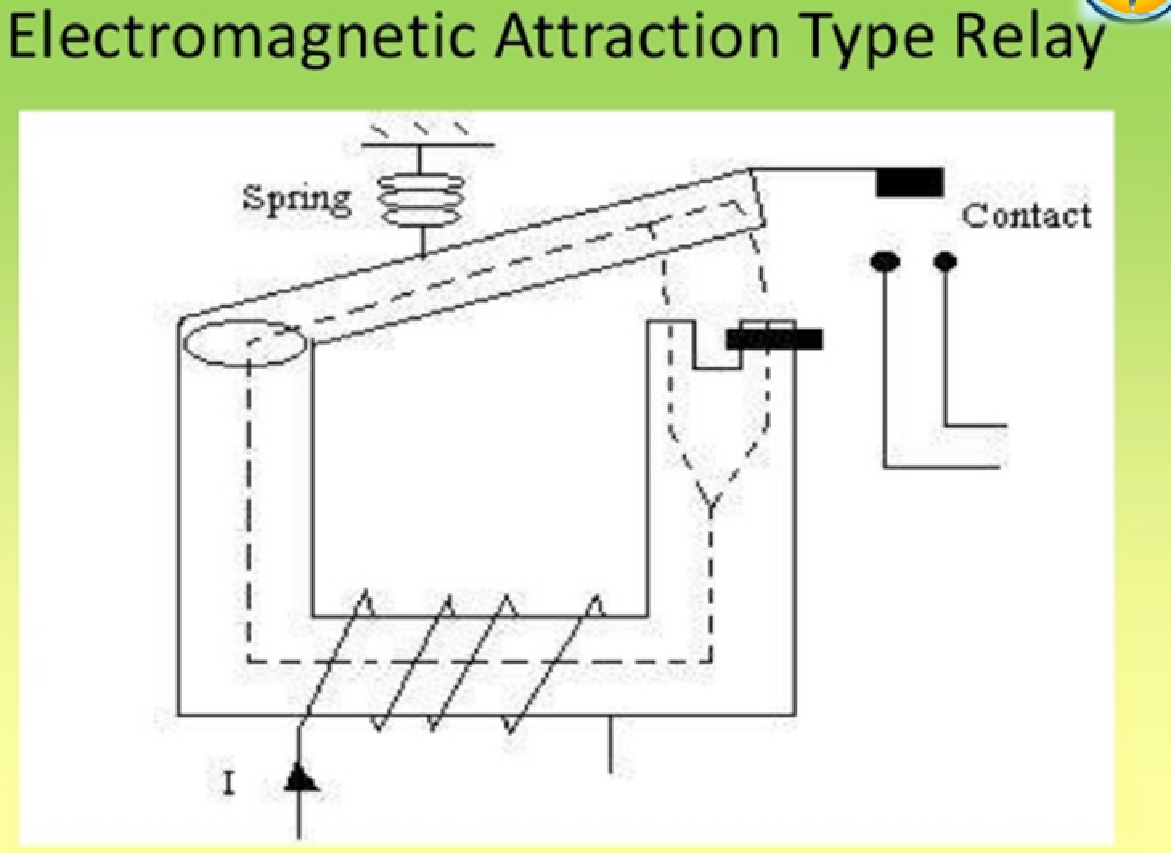 Electromagnetic Attraction Type Relay
Spring
Contact
I